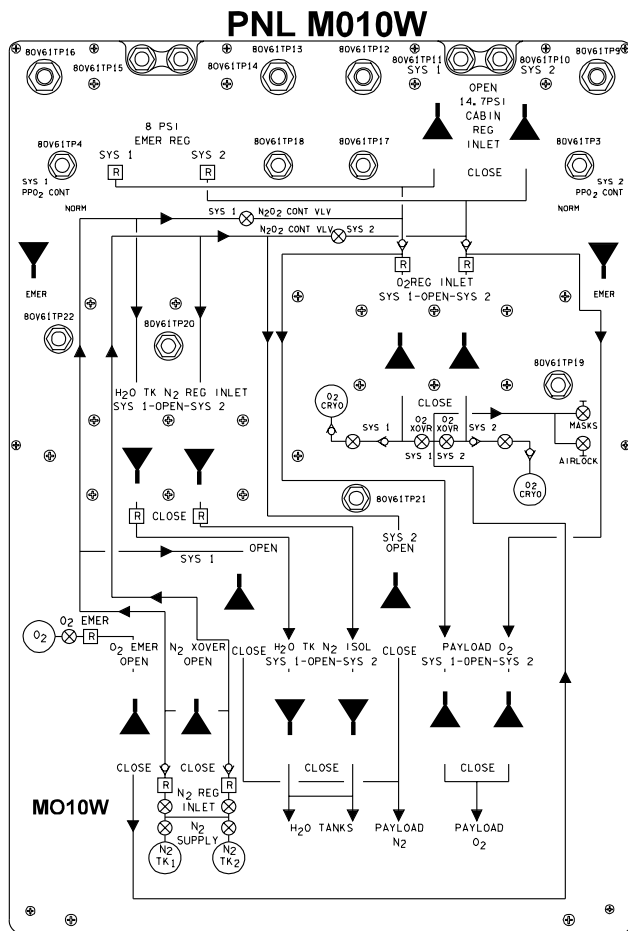 PNL M010W
80V61TP16
80V61TP15
80V61TP13
80V61TP14
80V61TP12
80V61TP11
SYS 1
80V61TP10
SYS 2
80V61TP9
OPEN
14.7PSI
CABIN
REG
INLET
CLOSE
8 PSI
EMER REG
SYS 1
SYS 2
R
R
80V61TP4
80V61TP18
80V61TP17
80V61TP3
SYS 1
PPO2 CONT
NORM
EMER
SYS 2
PPO2 CONT
NORM
EMER
SYS 1
N2O2 CONT VLV
N2O2 CONT VLV
SYS 2
R
R
O2REG INLET
SYS 1-OPEN-SYS 2
CLOSE
80V61TP22
80V61TP20
80V61TP19
H2O TK N2 REG INLET
SYS 1-OPEN-SYS 2
R
CLOSE
R
O2
CRYO
SYS 1
O2
XOVR
O2
XOVR
SYS 2
SYS 1
SYS 2
MASKS
AIRLOCK
O2
CRYO
80V61TP21
SYS 1
OPEN
SYS 2
OPEN
O2 EMER
O2
R
O2 EMER
OPEN
N2 XOVER
OPEN
CLOSE
H2O TK N2 ISOL
SYS 1-OPEN-SYS 2
CLOSE
PAYLOAD O2
SYS 1-OPEN-SYS 2
CLOSE
CLOSE
CLOSE
CLOSE
R
N2 REG
INLET
R
N2
SUPPLY
N2
TK1
N2
TK2
MO10W
H2O TANKS
PAYLOAD
N2
PAYLOAD
O2